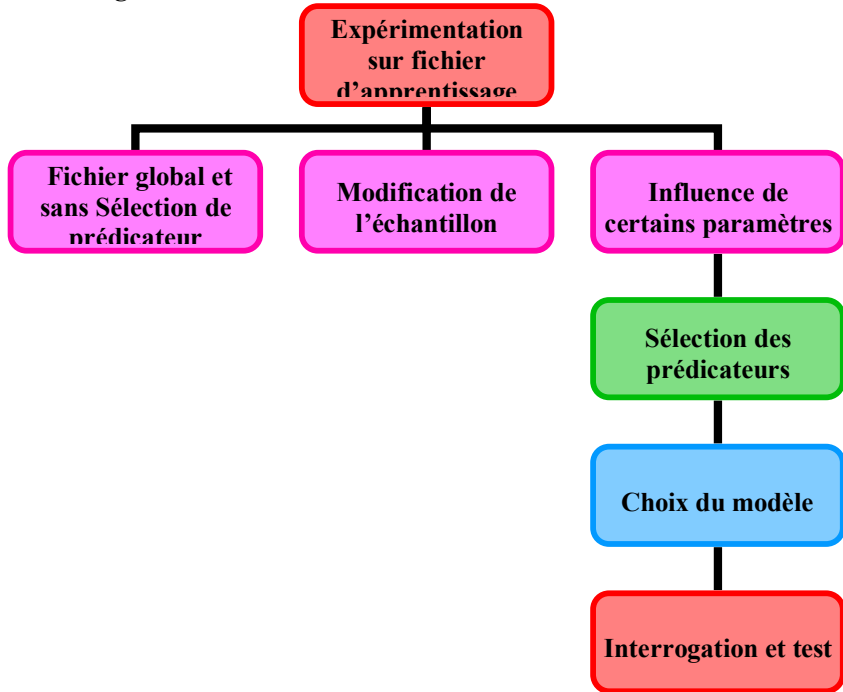 Expérimentation
sur fichier
d'apprentissage
Fichier global et
sans Sélection de
prédicateur
Modification de
l'échantillon
Influence de
certains paramètres
Sélection des
prédicateurs
Choix du modèle
Interrogation et test